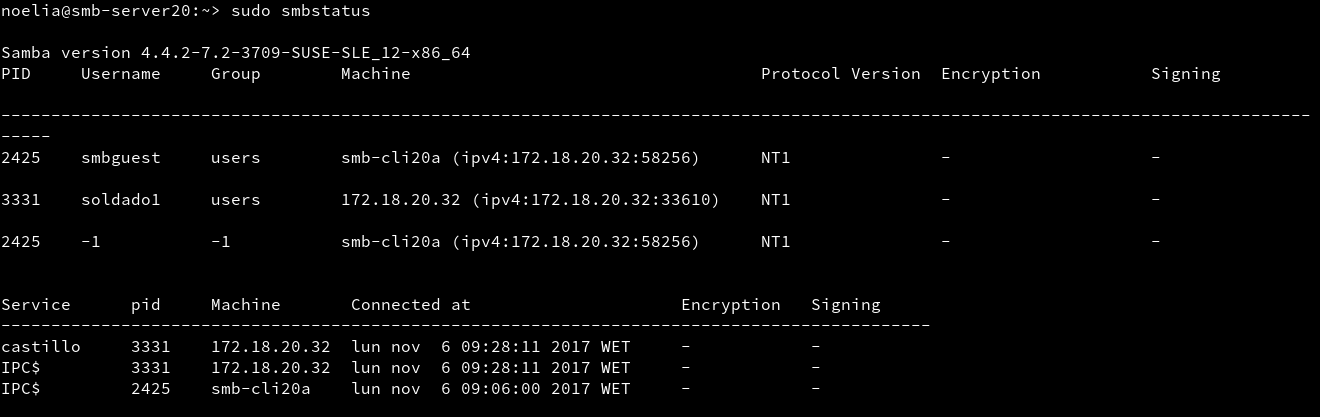 noelia@smb-server20:~> sudo smbstatus
Samba version 4.4.2-7.2-3709-SUSE-SLE_12-x86_64
PID     Username     Group        Machine                                   Protocol Version  Encryption           Signing
-----------------------------------------------------------------------------------------------------------------------------------
-----
2425    smbguest     users        smb-cli20a (ipv4:172.18.20.32:58256)      NT1               -                    -
3331    soldado1     users        172.18.20.32 (ipv4:172.18.20.32:33610)    NT1               -                    -
2425    -1           -1           smb-cli20a (ipv4:172.18.20.32:58256)      NT1               -                    -
Service      pid     Machine       Connected at                     Encryption   Signing
---------------------------------------------------------------------------------------------
castillo     3331    172.18.20.32  lun nov  6 09:28:11 2017 WET     -            -
IPC$         3331    172.18.20.32  lun nov  6 09:28:11 2017 WET     -            -
IPC$         2425    smb-cli20a    lun nov  6 09:06:00 2017 WET     -            -